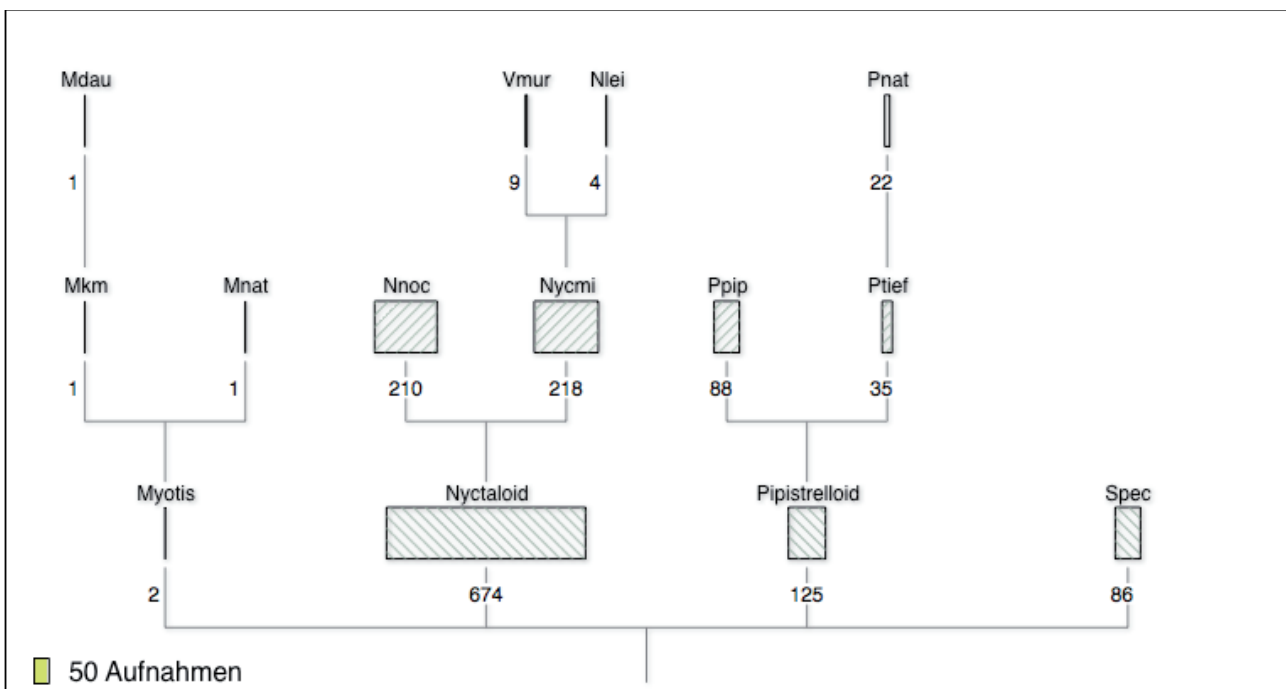 Mdau Vmur Nlei Pnat
1 9 4 22
Mkm Mnat Nnoc Nycmi Ppip Ptief
1 1 210 218 88 35
Myotis Nyctaloid Pipistrelloid Spec
2 674 125 86
50 Aufnahmen